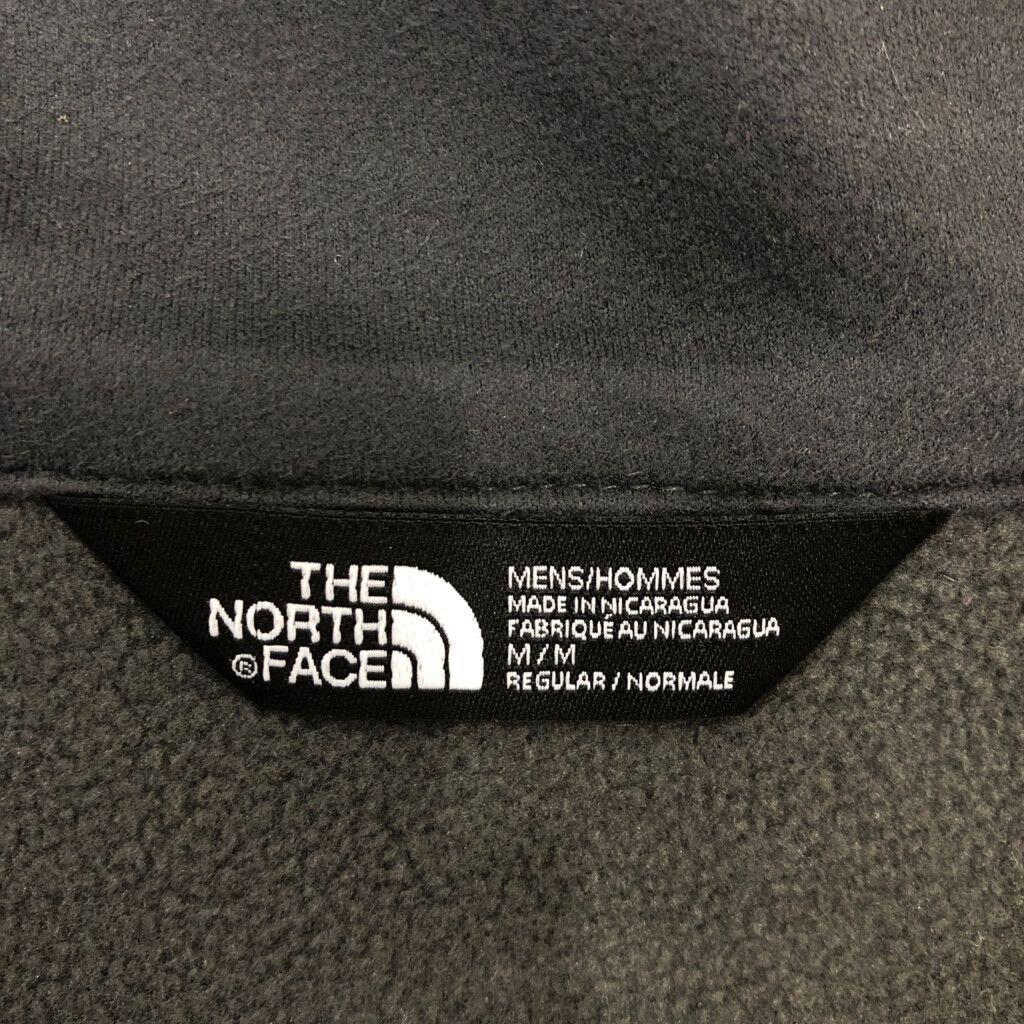 THE
NORTH
®FACE
MENS/HOMMES
MADE IN NICARAGUA
FABRIQUÉ AU NICARAGUA
M / M
REGULAR / NORMALE